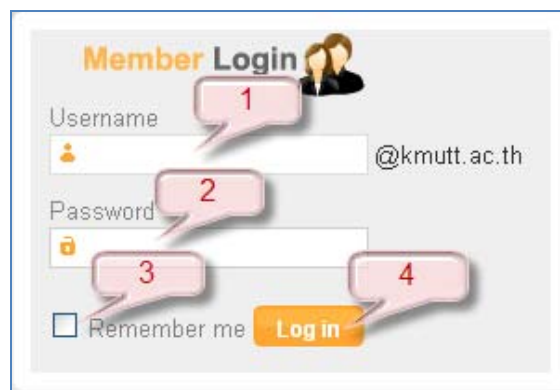 Member Login
1
Username
@kmutt.ac.th
2
Password
3
4
Remember me
Log in